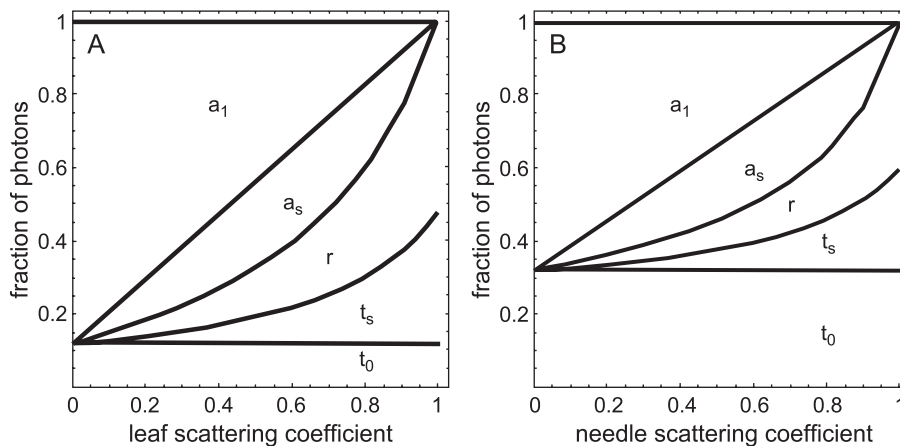 A
fraction of photons
1
0.8
0.6
0.4
0.2
a1
as
r
ts
t0
0 0.2 0.4 0.6 0.8 1
leaf scattering coefficient
B
fraction of photons
1
0.8
0.6
0.4
0.2
a1
as
r
ts
t0
0 0.2 0.4 0.6 0.8 1
needle scattering coefficient